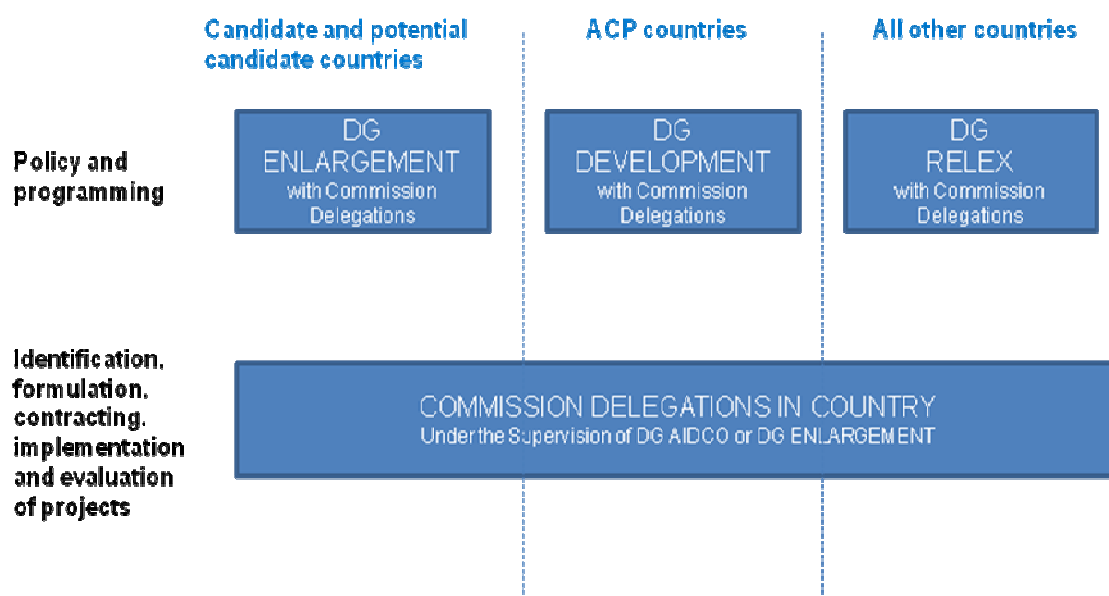 Candidate and potential
candidate countries
ACP countries
All other countries
Policy and
programming
DG
ENLARGEMENT
with Commission
Delegations
DG
DEVELOPMENT
with Commission
Delegations
DG
RELEX
with Commission
Delegations
Identification,
formulation,
contracting,
implementation
and evaluation
of projects
COMMISSION DELEGATIONS IN COUNTRY
Under the Supervision of DG AIDCO or DG ENLARGEMENT